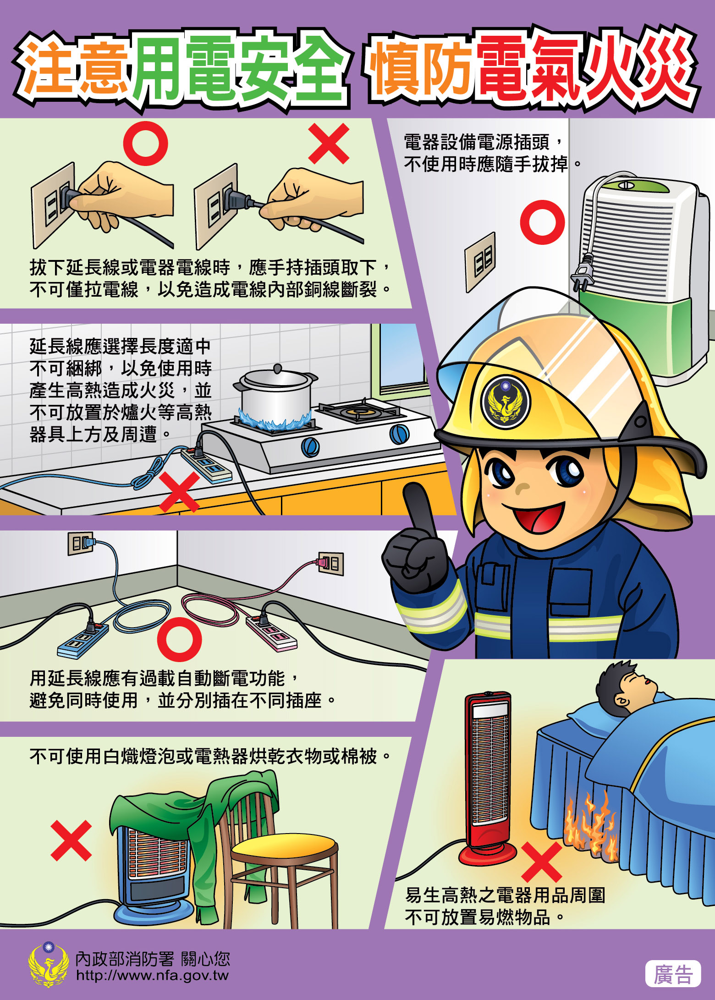 注意用電安全 慎防電氣火災
拔下延長線或電器電線時，應手持插頭取下，
不可僅拉電線，以免造成電線內部銅線斷裂。
電器設備電源插頭，
不使用時應隨手拔掉。
延長線應選擇長度適中
不可綑綁，以免使用時
產生高熱造成火災，並
不可放置於爐火等高熱
器具上方及周遭。
用延長線應有過載自動斷電功能，
避免同時使用，並分別插在不同插座。
不可使用白熾燈泡或電熱器烘乾衣物或棉被。
易生高熱之電器用品周圍
不可放置易燃物品。
內政部消防署 關心您
http://www.nfa.gov.tw
廣告